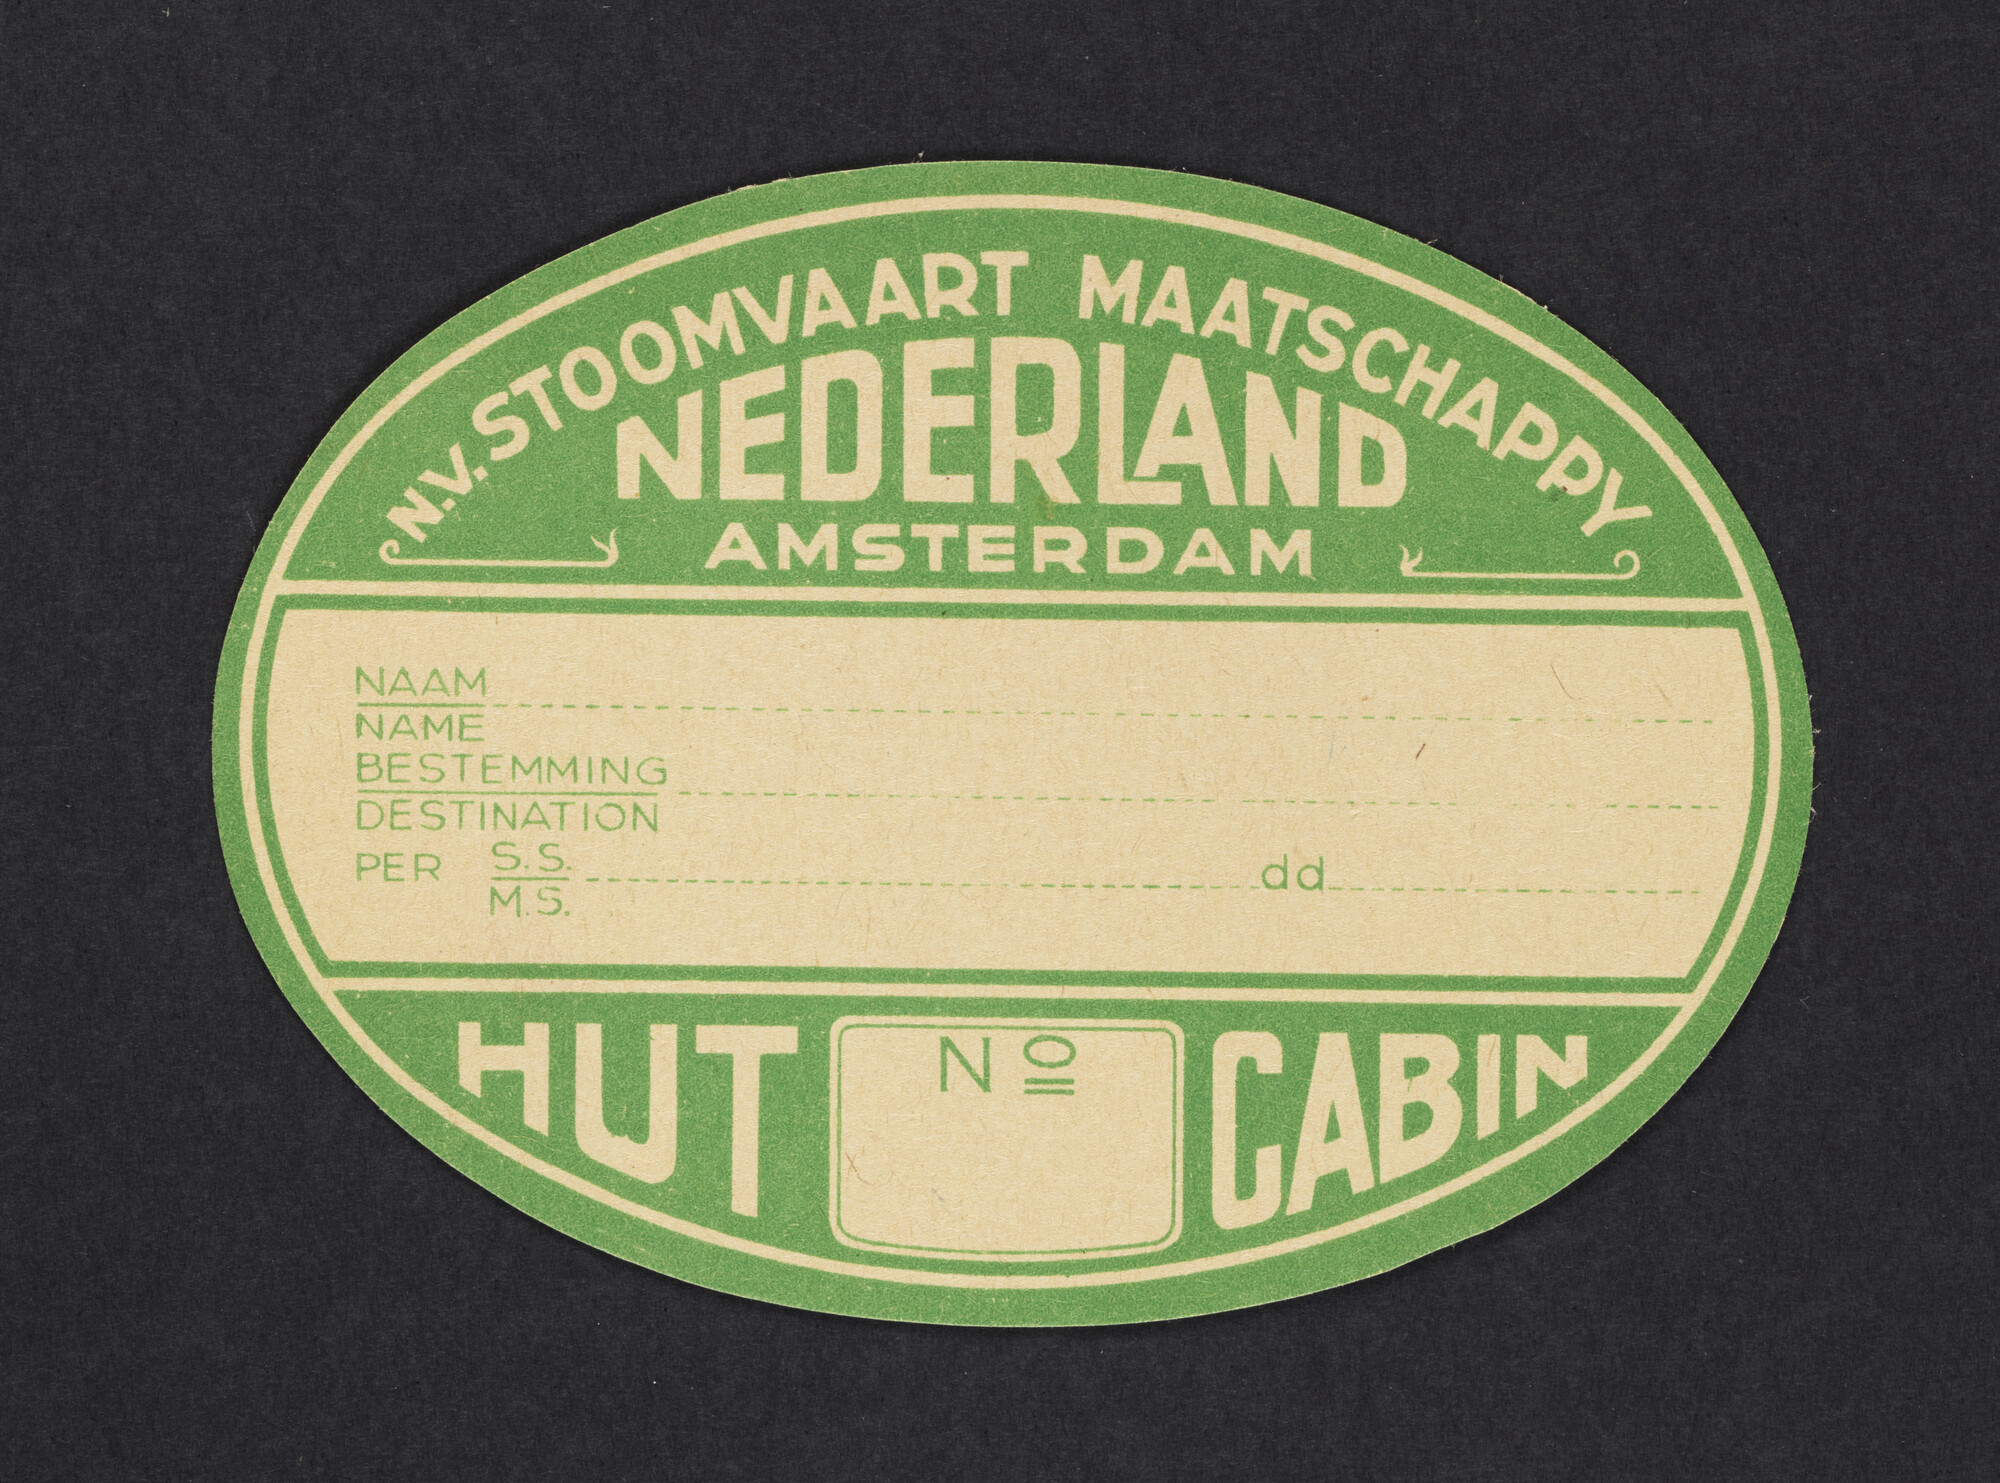 N.V. STOOMVAART MAATSCHAPPY
NEDERLAND
AMSTERDAM
NAAM
NAME
BESTEMMING
DESTINATION
PER S.S. dd
M.S.
HUT Nº CABIN